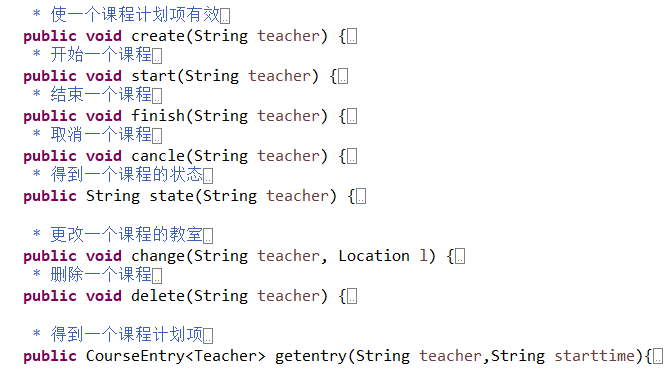 * 使一个课程计划项有效
public void create(String teacher) {
* 开始一个课程
public void start(String teacher) {
* 结束一个课程
public void finish(String teacher) {
* 取消一个课程
public void cancle(String teacher) {
* 得到一个课程的状态
public String state(String teacher) {
* 更改一个课程的教室
public void change(String teacher, Location l) {
* 删除一个课程
public void delete(String teacher) {
* 得到一个课程计划项
public CourseEntry<Teacher> getentry(String teacher,String starttime){